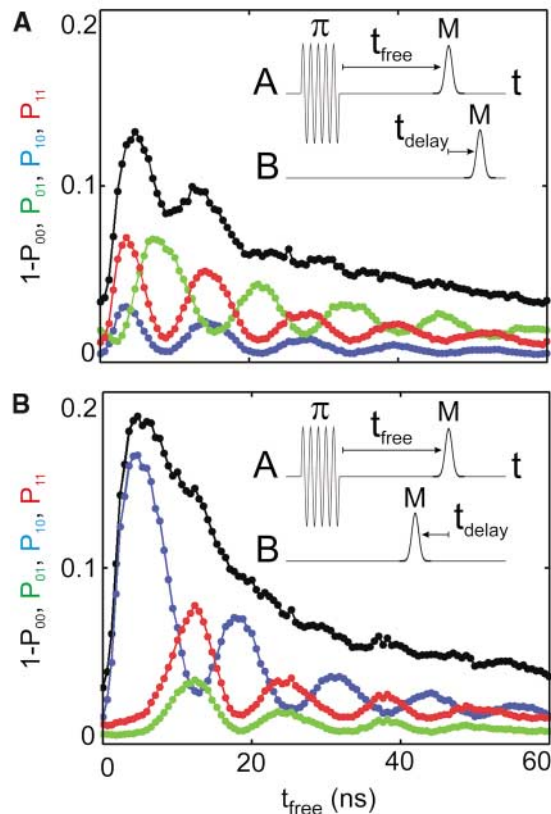 A
0.2
0.1
0
1-P00, P01, P10, P11
π
M
tfree
A
t
M
tdelay
B
0.2
0.1
0
B
1-P00, P01, P10, P11
π
M
tfree
A
t
M
tdelay
B
0
20
40
60
tfree (ns)